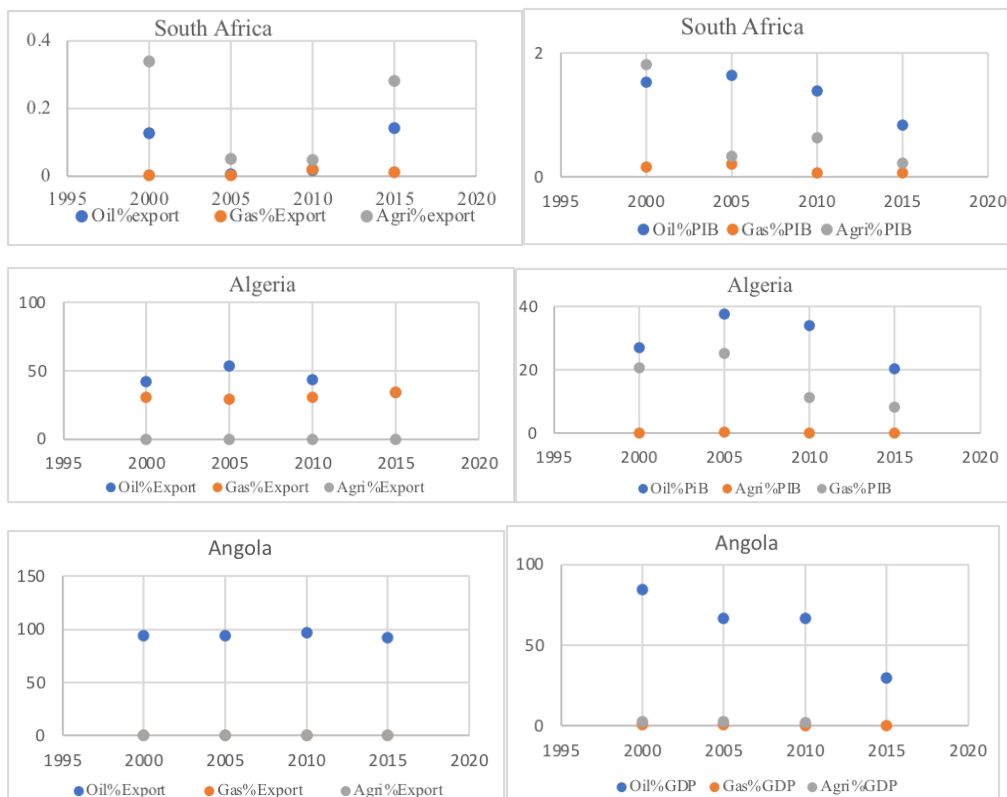 South Africa
0.4
0.2
0
1995 2000 2005 2010 2015 2020
Oil%export Gas%Export Agri%export
South Africa
2
0
1995 2000 2005 2010 2015 2020
Oil%PIB Gas%PIB Agri%PIB
Algeria
100
50
0
1995 2000 2005 2010 2015 2020
Oil%Export Gas%Export Agri%Export
Algeria
40
20
0
1995 2000 2005 2010 2015 2020
Oil%PiB Agri%PIB Gas%PIB
Angola
150
100
50
0
1995 2000 2005 2010 2015 2020
Oil%Export Gas%Export Agri%Export
Angola
100
50
0
1995 2000 2005 2010 2015 2020
Oil%GDP Gas%GDP Agri%GDP